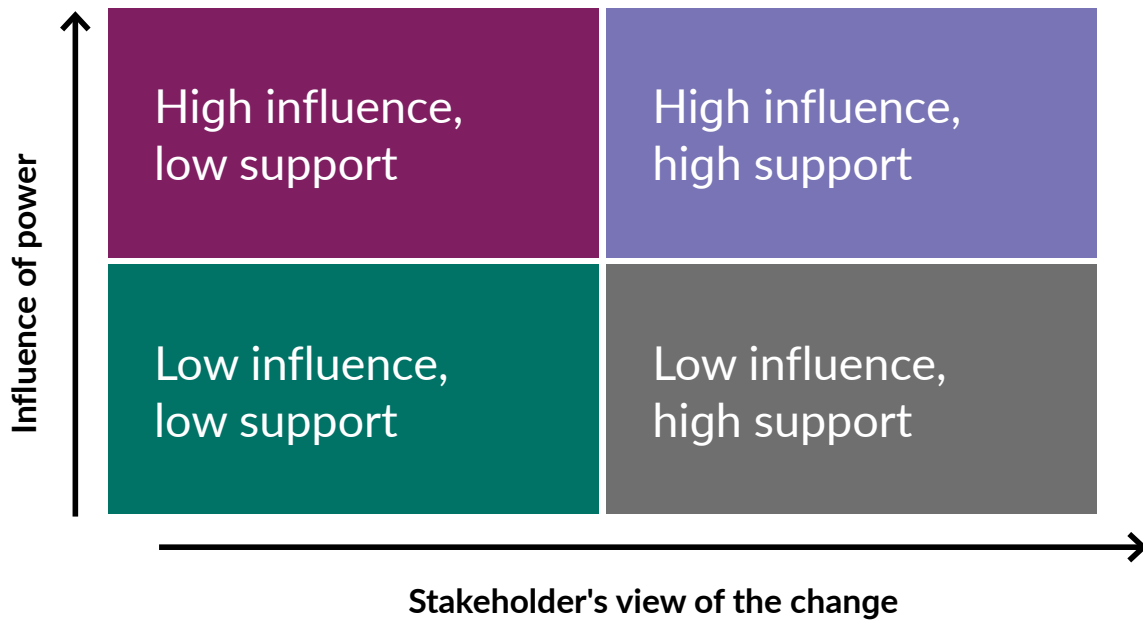 Influence of power
High influence,
low support
High influence,
high support
Low influence,
low support
Low influence,
high support
Stakeholder's view of the change